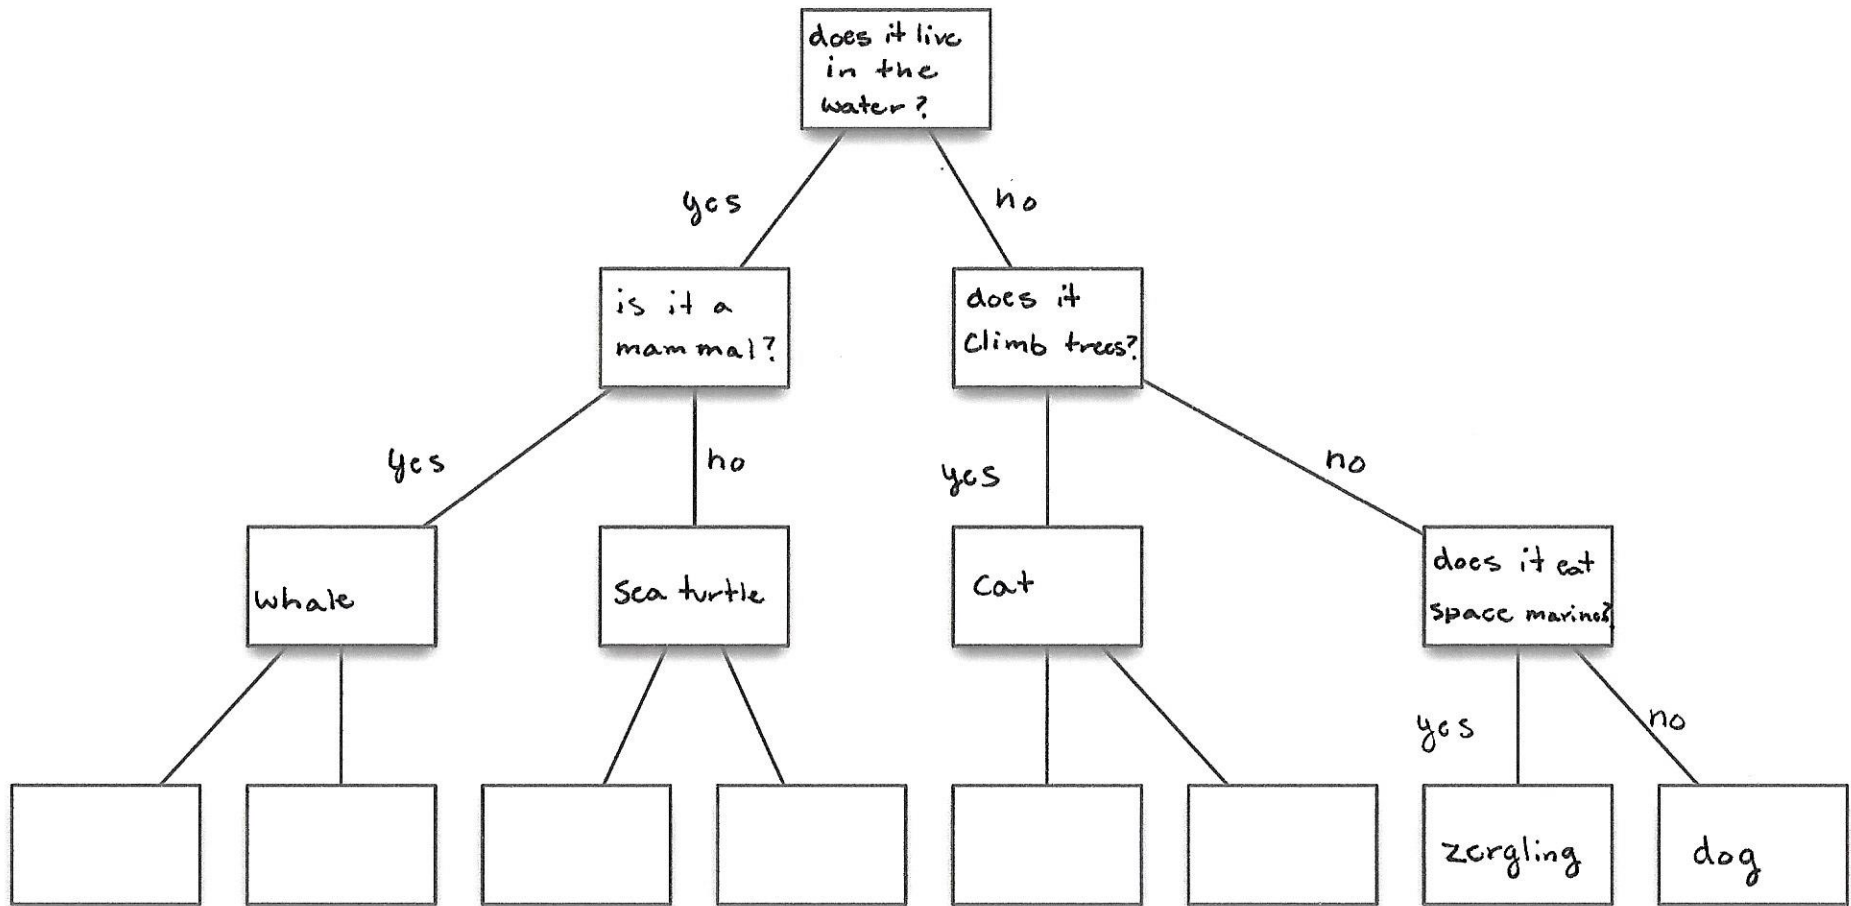 does it live
in the
water?
yes
no
is it a
mammal?
does it
climb trees?
yes
no
yes
no
whale
sea turtle
cat
does it eat
space marines?
yes
no
zergling
dog